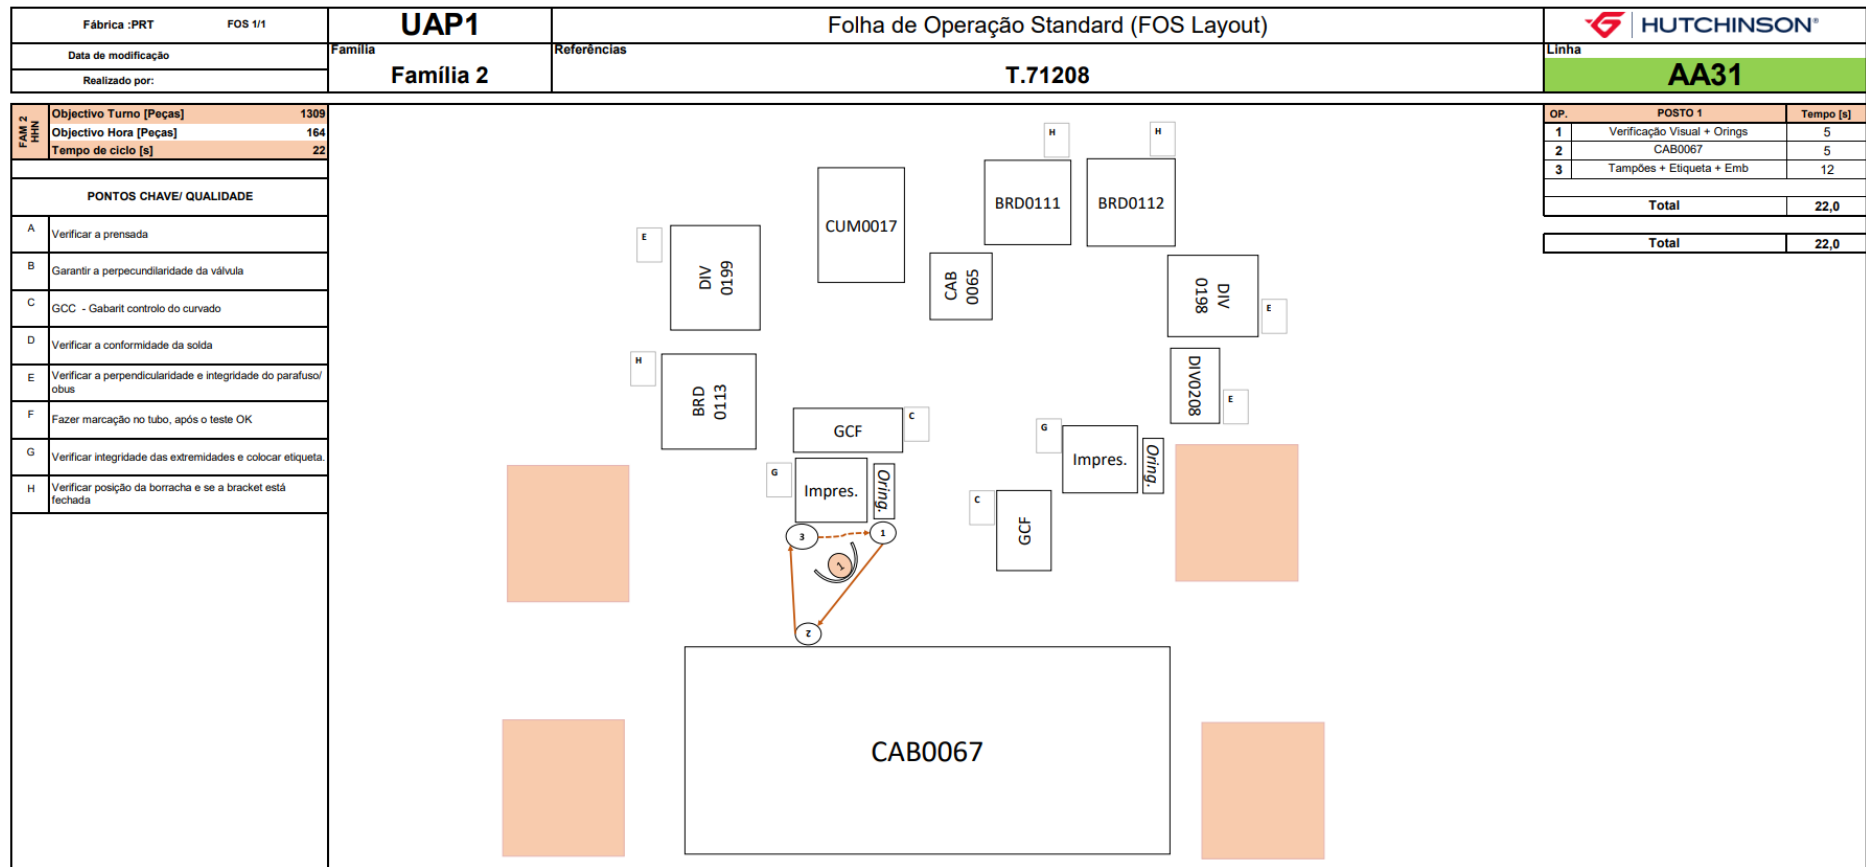 Fábrica :PRT FOS 1/1
Data de modificação
Realizado por:
UAP1
Família
Família 2
Folha de Operação Standard (FOS Layout)
Referências
T.71208
HUTCHINSON®
Linha
AA31
FAM 2
HHN
Objectivo Turno [Peças] 1309
Objectivo Hora [Peças] 164
Tempo de ciclo [s] 22
PONTOS CHAVE/ QUALIDADE
A Verificar a prensada
B Garantir a perpecundilaridade da válvula
C GCC - Gabarit controlo do curvado
D Verificar a conformidade da solda
E Verificar a perpendicularidade e integridade do parafuso/
obus
F Fazer marcação no tubo, após o teste OK
G Verificar integridade das extremidades e colocar etiqueta.
H Verificar posição da borracha e se a bracket está
fechada
H
H
CUM0017
BRD0111
BRD0112
E
DIV
0199
CAB
0065
DIV
0198
E
H
BRD
0113
DIV0208
E
GCF
C
G
Impres.
Oring.
G
Impres.
Oring.
C
GCF
3
1
1
2
CAB0067
OP. POSTO 1 Tempo [s]
1 Verificação Visual + Orings 5
2 CAB0067 5
3 Tampões + Etiqueta + Emb 12
Total 22,0
Total 22,0